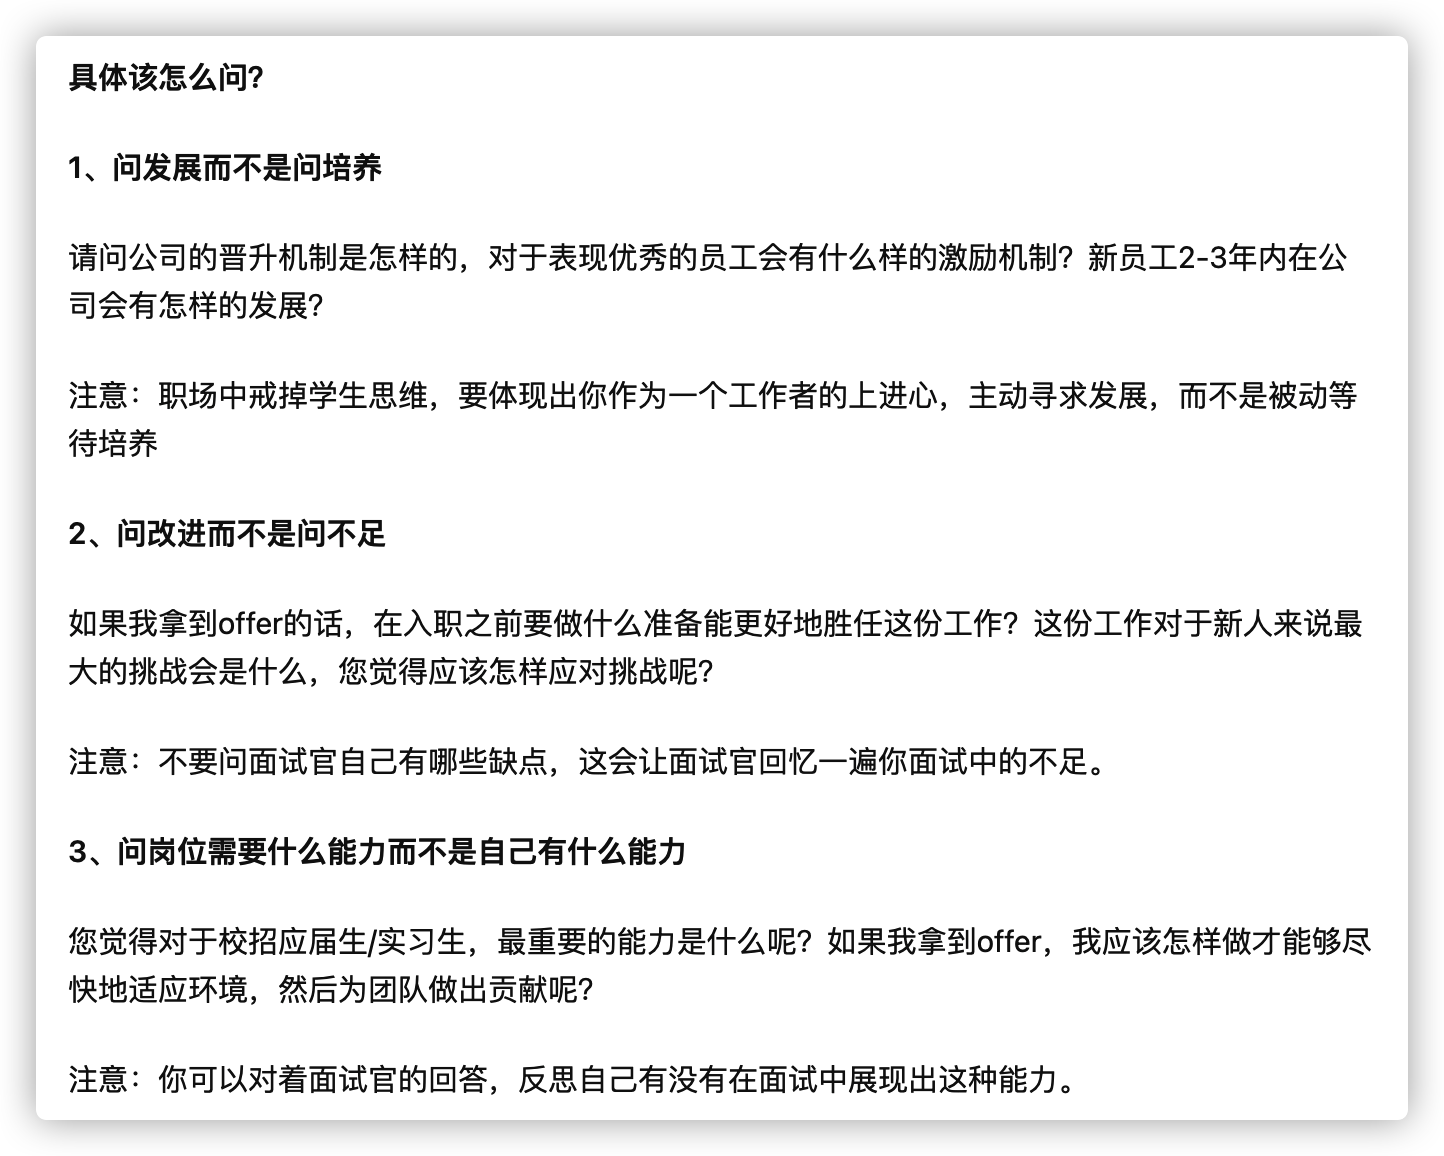 具体该怎么问?
1、问发展而不是问培养
请问公司的晋升机制是怎样的，对于表现优秀的员工会有什么样的激励机制? 新员工2-3年内在公
司会有怎样的发展?
注意：职场中戒掉学生思维，要体现出你作为一个工作者的上进心，主动寻求发展，而不是被动等
待培养
2、问改进而不是问不足
如果我拿到offer的话，在入职之前要做什么准备能更好地胜任这份工作? 这份工作对于新人来说最
大的挑战会是什么，您觉得应该怎样应对挑战呢?
注意：不要问面试官自己有哪些缺点，这会让面试官回忆一遍你面试中的不足。
3、问岗位需要什么能力而不是自己有什么能力
您觉得对于校招应届生/实习生，最重要的能力是什么呢? 如果我拿到offer，我应该怎样做才能够尽
快地适应环境，然后为团队做出贡献呢?
注意：你可以对着面试官的回答，反思自己有没有在面试中展现出这种能力。